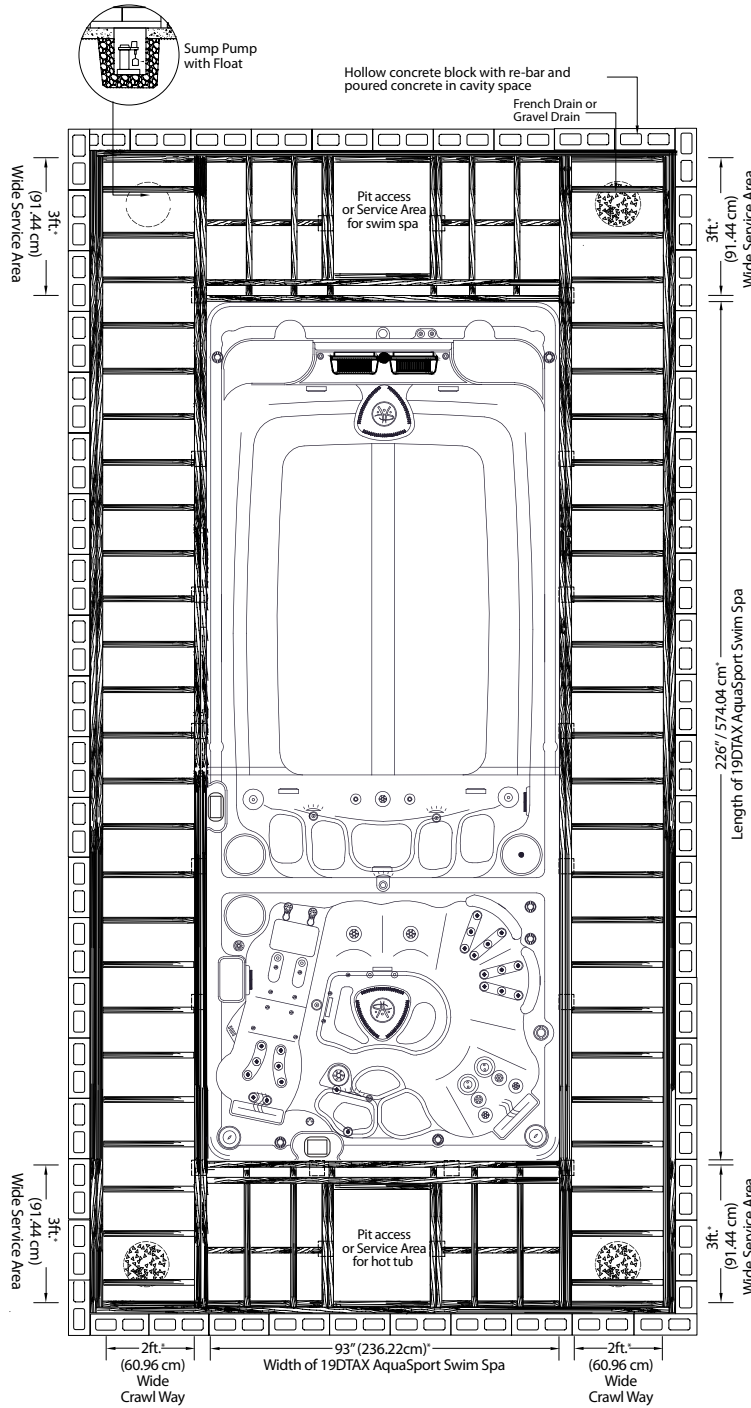 Sump Pump
with Float
Hollow concrete block with re-bar and
poured concrete in cavity space
French Drain or
Gravel Drain
3ft.*
(91.44 cm)
Wide Service Area
Pit access
or Service Area
for swim spa
3ft.*
(91.44 cm)
Wide Service Area
226" / 574.04 cm*
Length of 19DTAX AquaSport Swim Spa
3ft.*
(91.44 cm)
Wide Service Area
Pit access
or Service Area
for hot tub
3ft.*
(91.44 cm)
Wide Service Area
2ft.*
(60.96 cm)
Wide
Crawl Way
93" (236.22cm)*
Width of 19DTAX AquaSport Swim Spa
2ft.*
(60.96 cm)
Wide
Crawl Way